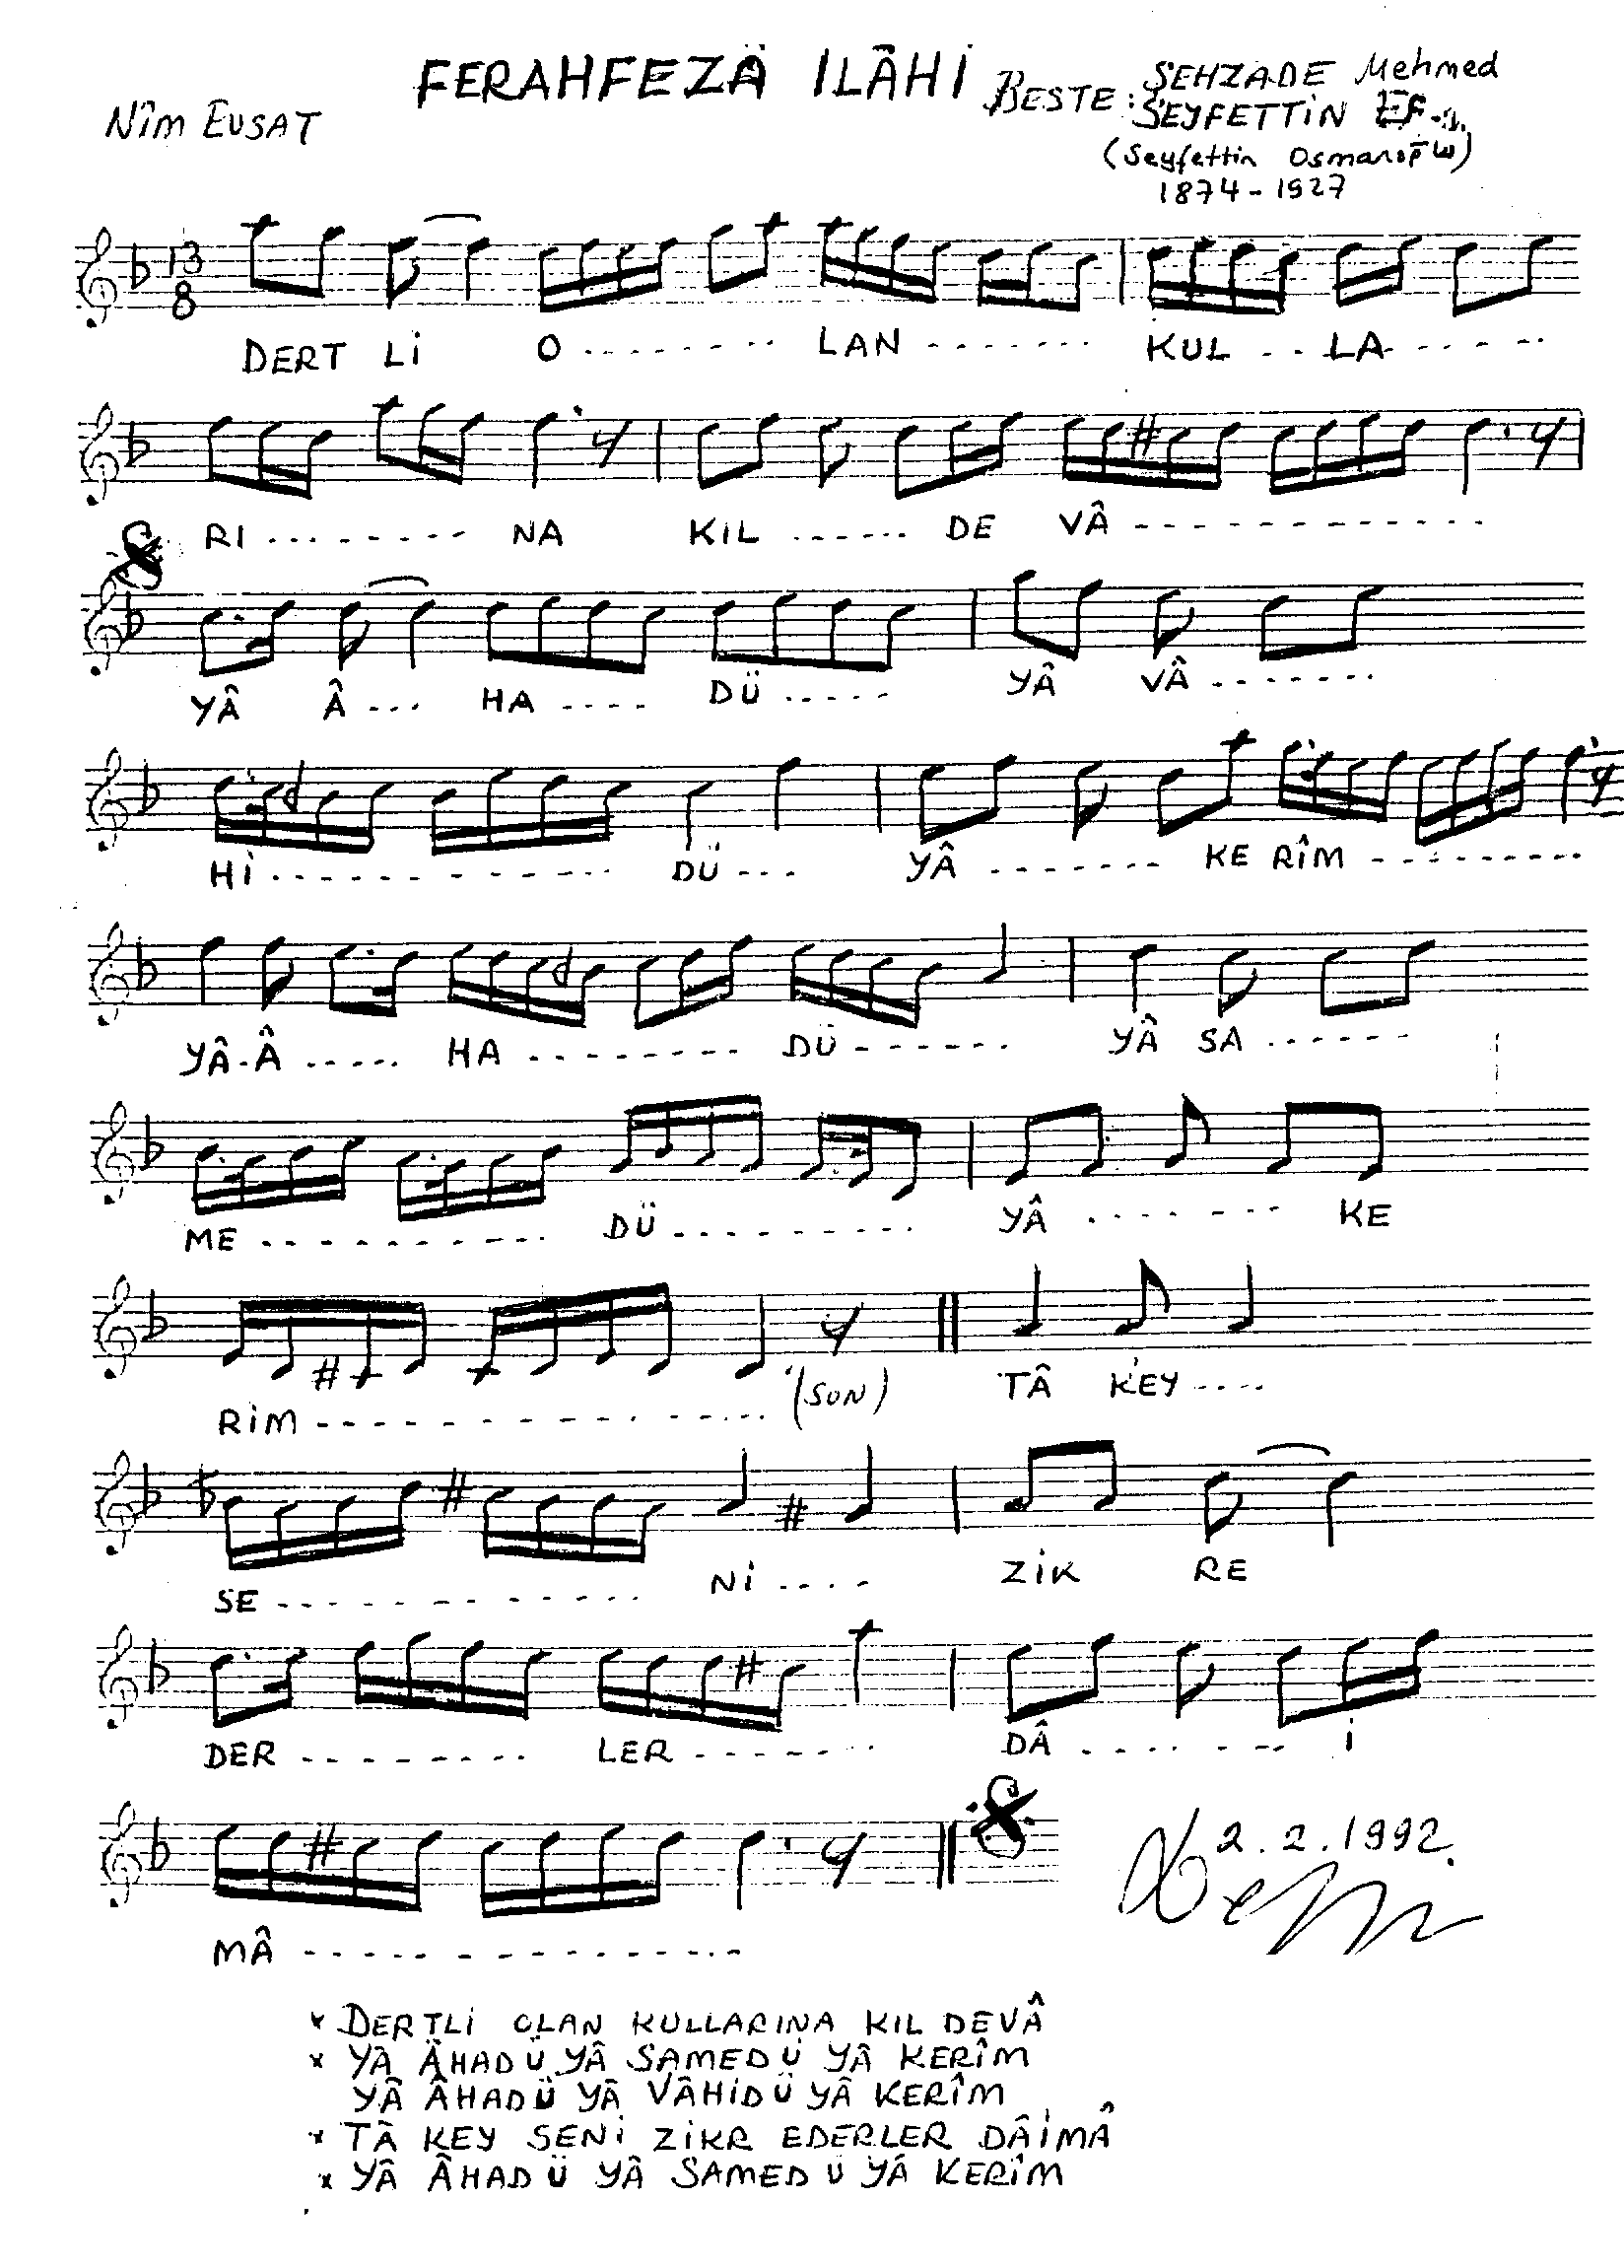 FERAHFEZÂ İLÂHİ
BESTE: ŞEHZADE Mehmed
Nîm EVSAT
SEYFETTİN EF.
(Seyfettin Osmanoğlu)
1874-1927
13
8
DERT Lİ O........ LAN ....... KUL ... LA.......
RI......... NA KIL ...... DE VÂ ..............
YÂ Â... HA .... DÜ ..... YÂ VÂ ........
Hİ ............. DÜ ... YÂ ....... KE RÎM ..........
YÂ-Â ..... HA ......... DÜ ....... YÂ SA ......
ME ........... DÜ ......... YÂ ....... KE
RİM .............. (SON) TÂ KEY ....
SE ............. Nİ .... ZİK RE
DER ......... LER ....... DÂ ....... İ
MÂ .................
2.2.1992
x DERTLİ OLAN KULLARINA KIL DEVÂ
x YÂ ÂHADÜ YÂ SAMEDÜ YÂ KERÎM
YÂ ÂHADÜ YÂ VÂHİDÜ YÂ KERÎM
x TÂ KEY SENİ ZİKR EDERLER DÂİMÂ
x YÂ ÂHADÜ YÂ SAMEDÜ YÂ KERÎM